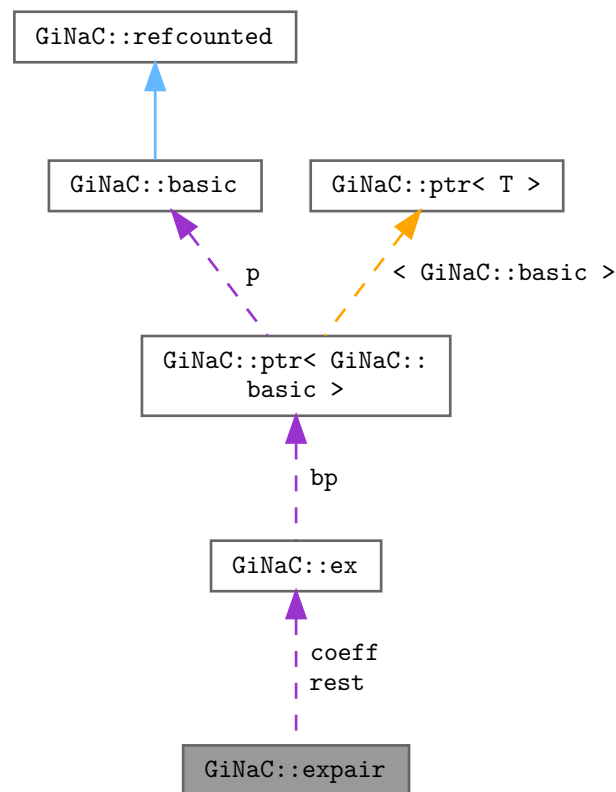 GiNaC::refcounted
GiNaC::basic
GiNaC::ptr< T >
p
< GiNaC::basic >
GiNaC::ptr< GiNaC::
basic >
bp
GiNaC::ex
coeff
rest
GiNaC::expair